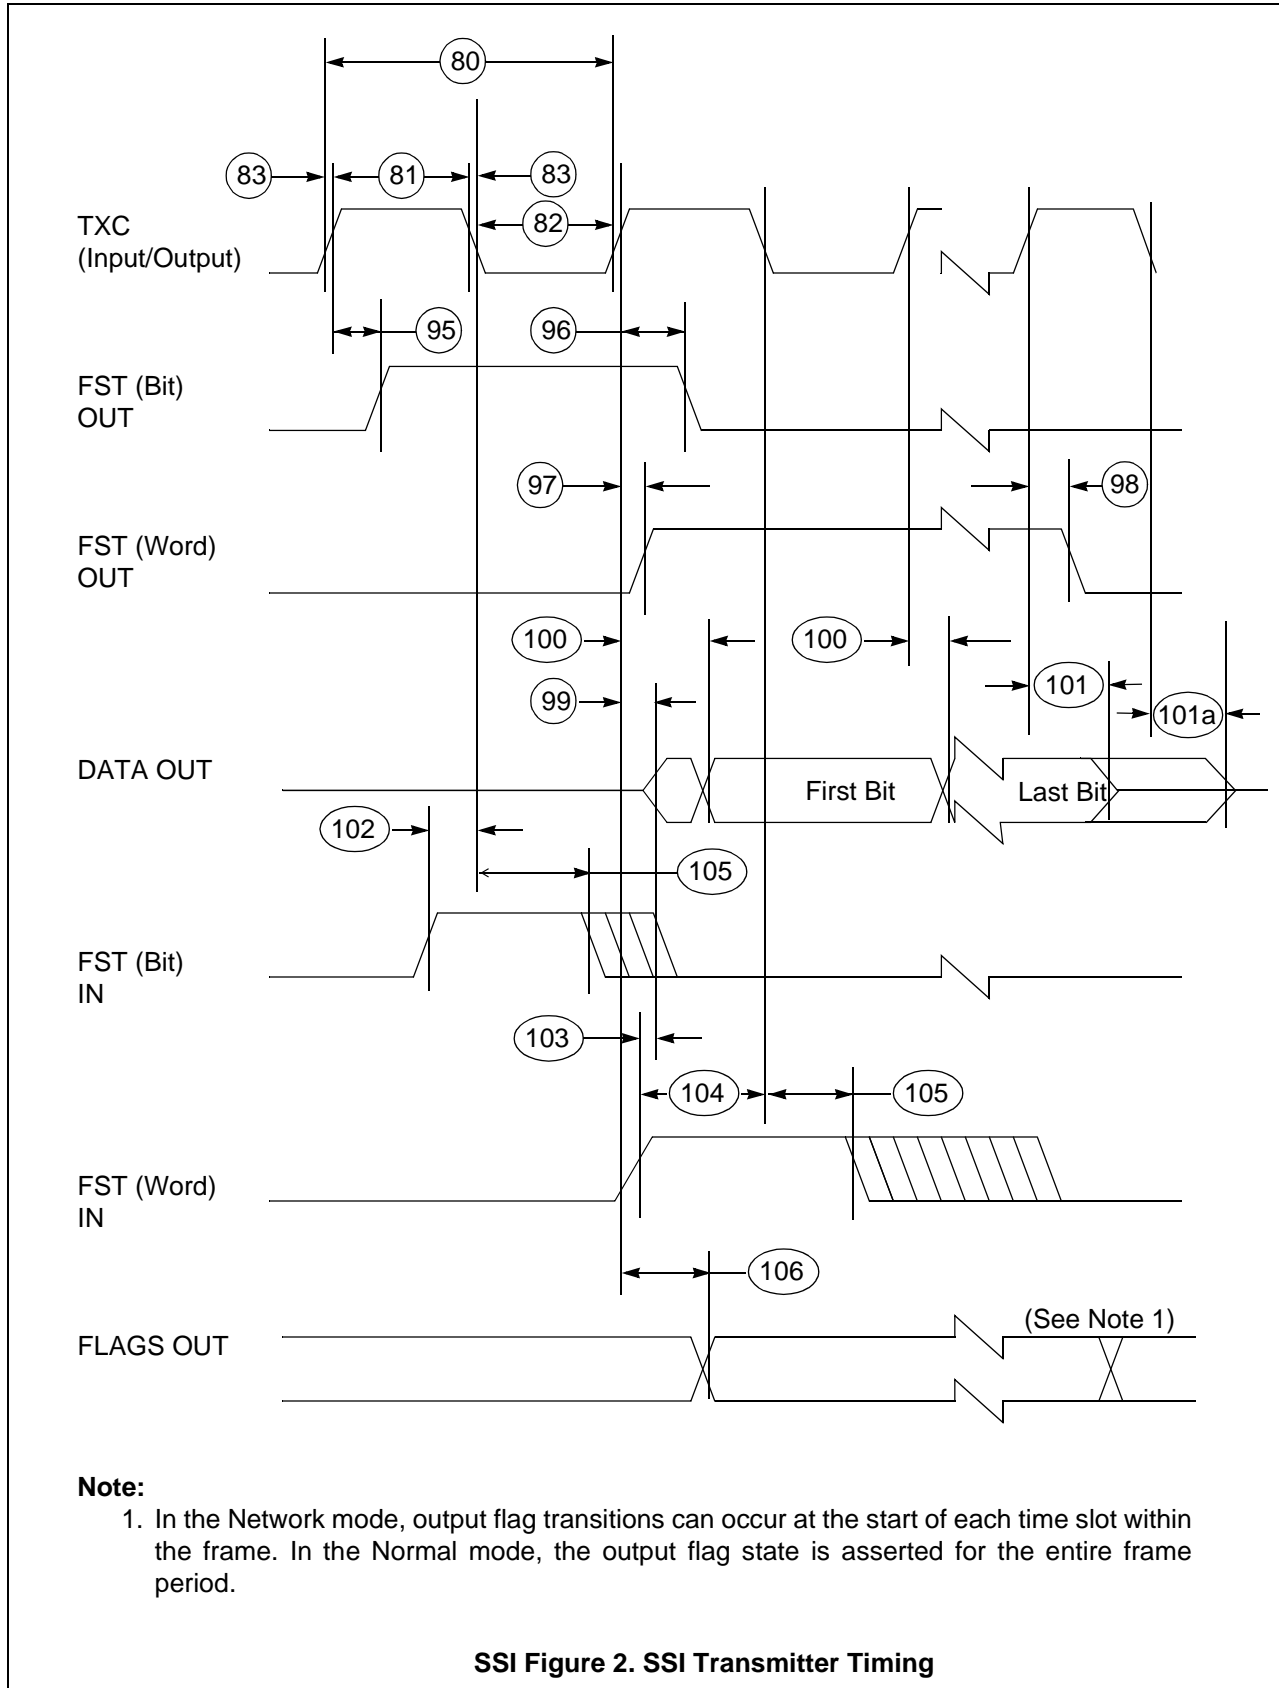 80
83
81
83
82
TXC
(Input/Output)
95
96
FST (Bit)
OUT
97
98
FST (Word)
OUT
100
100
99
101
101a
DATA OUT
First Bit
Last Bit
102
105
FST (Bit)
IN
103
104
105
FST (Word)
IN
106
(See Note 1)
FLAGS OUT
Note:
1. In the Network mode, output flag transitions can occur at the start of each time slot within
the frame. In the Normal mode, the output flag state is asserted for the entire frame
period.
SSI Figure 2. SSI Transmitter Timing